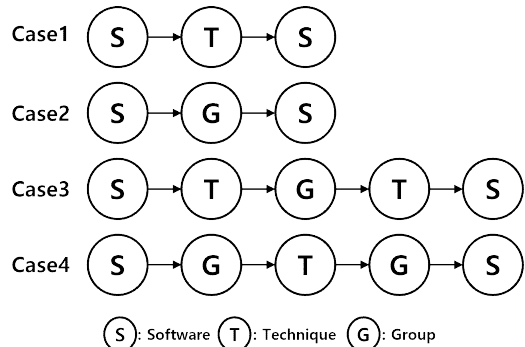 Case1 S T S
Case2 S G S
Case3 S T G T S
Case4 S G T G S
S : Software T : Technique G : Group